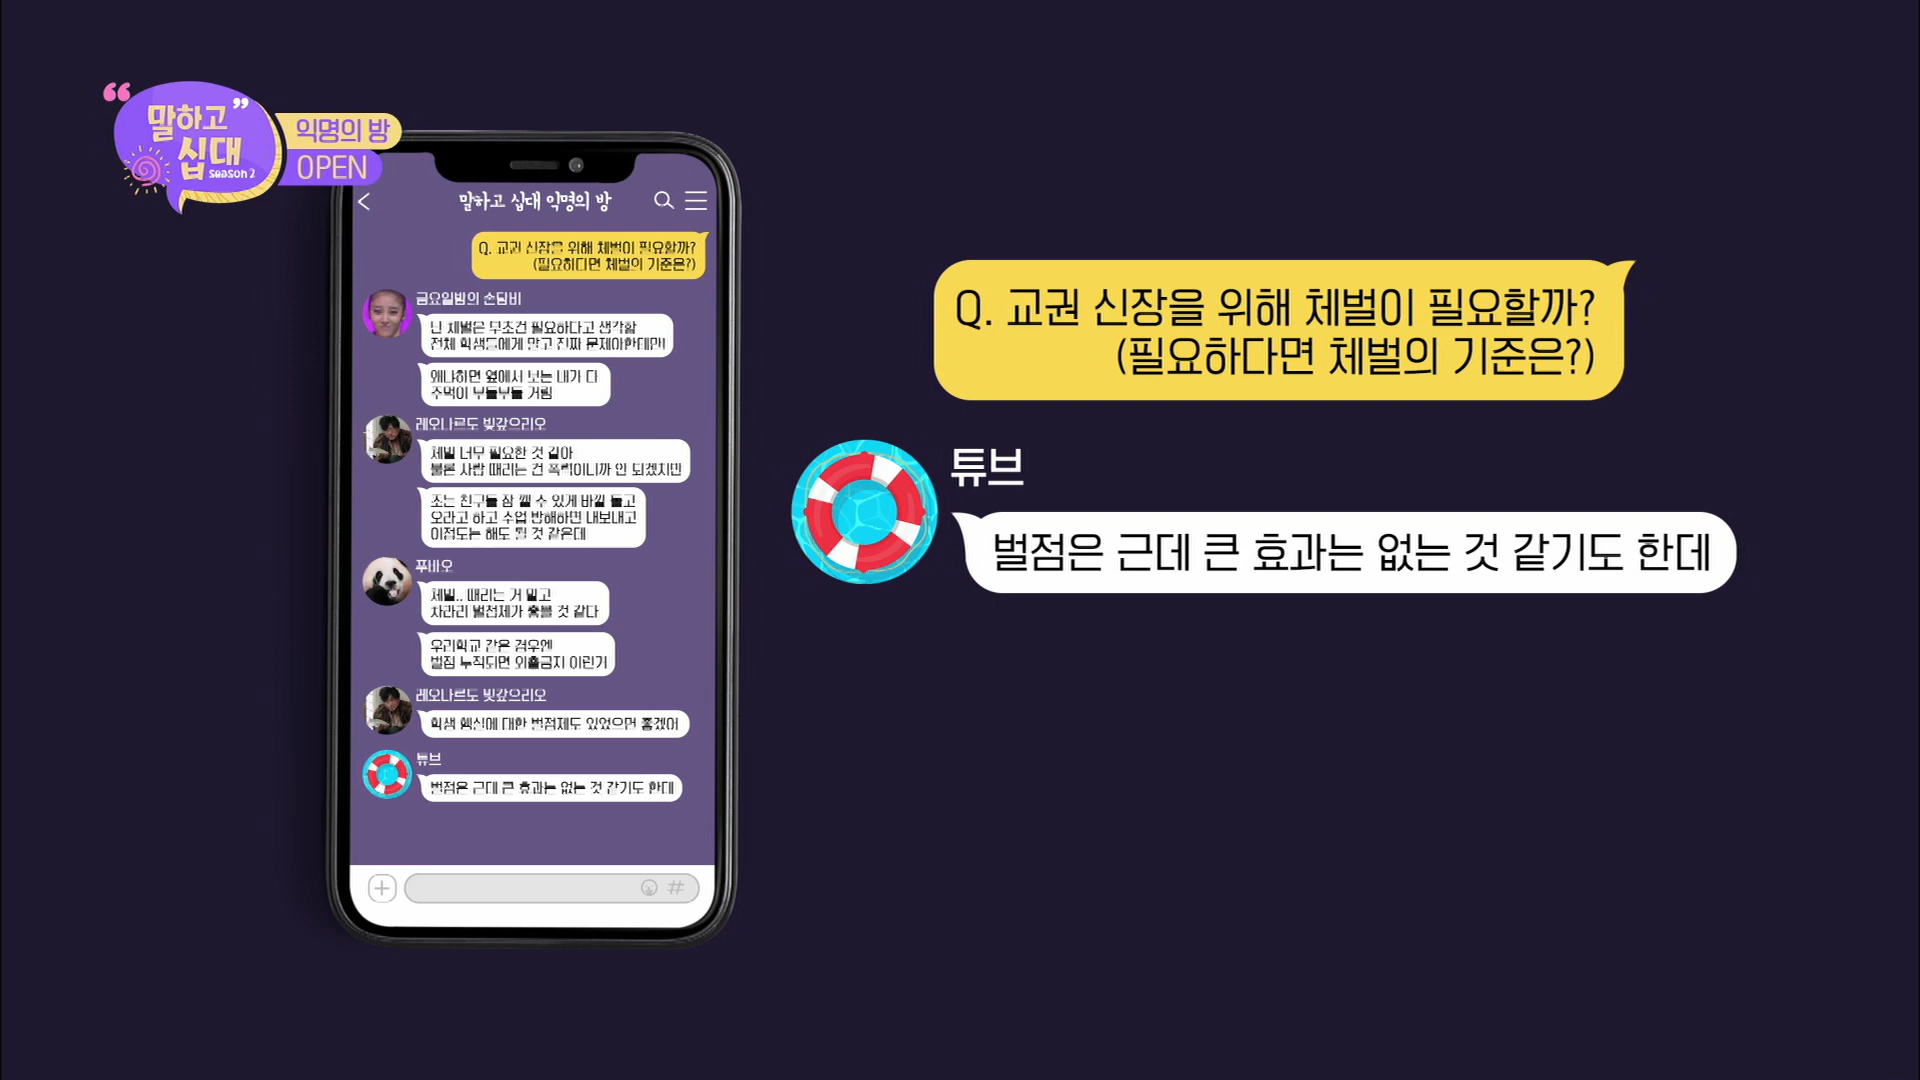 말하고
십대
season 2
익명의 방
OPEN
말하고 십대 익명의 방
Q. 교권 신장을 위해 체벌이 필요할까?
(필요하다면 체벌의 기준은?)
금요일밤의 손담비
난 체벌은 무조건 필요하다고 생각함
전체 학생들에게 말고 진짜 문제아한테만!
왜냐하면 옆에서 보는 내가 다
주먹이 부들부들 거림
레오나르도 빚갚으리오
체벌 너무 필요한 것 같아
물론 사람 때리는 건 폭력이니까 안 되겠지만
조는 친구들 잠 깰 수 있게 바깥 돌고
오라고 하고 수업 방해하면 내보내고
이정도는 해도 될 것 같은데
푸바오
체벌.. 때리는 거 말고
차라리 벌점제가 좋을 것 같다
우리학교 같은 경우엔
벌점 누적되면 외출금지 이런거
레오나르도 빚갚으리오
학생 행실에 대한 벌점제도 있었으면 좋겠어
튜브
벌점은 근데 큰 효과는 없는 것 같기도 한데
Q. 교권 신장을 위해 체벌이 필요할까?
(필요하다면 체벌의 기준은?)
튜브
벌점은 근데 큰 효과는 없는 것 같기도 한데